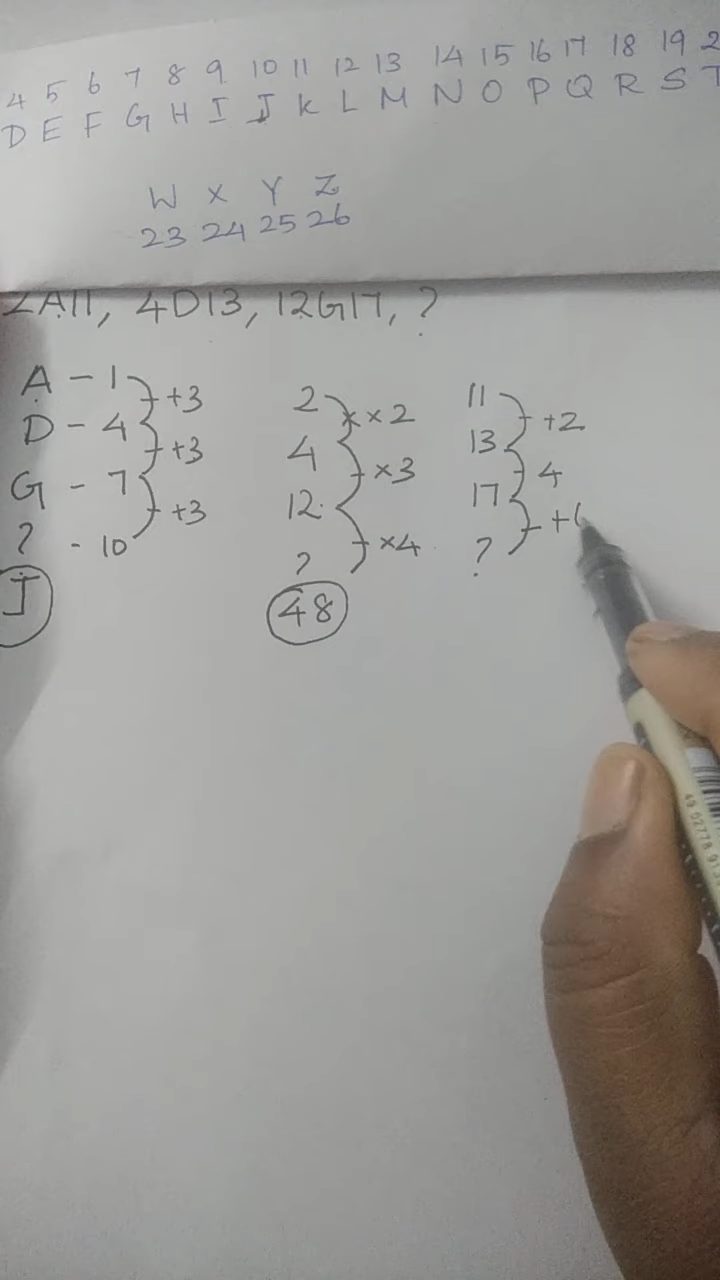 4 5 6 7 8 9 10 11 12 13 14 15 16 17 18 19 2
D E F G H I J K L M N O P Q R S T
W X Y Z
23 24 25 26
2A11, 4D13, 12G17, ?
A - 1 +3
D - 4 +3
G - 7 +3
? - 10
J
2 × ×2
4 ×3
12
? ×4
48
11 +2
13 4
17 +6
?